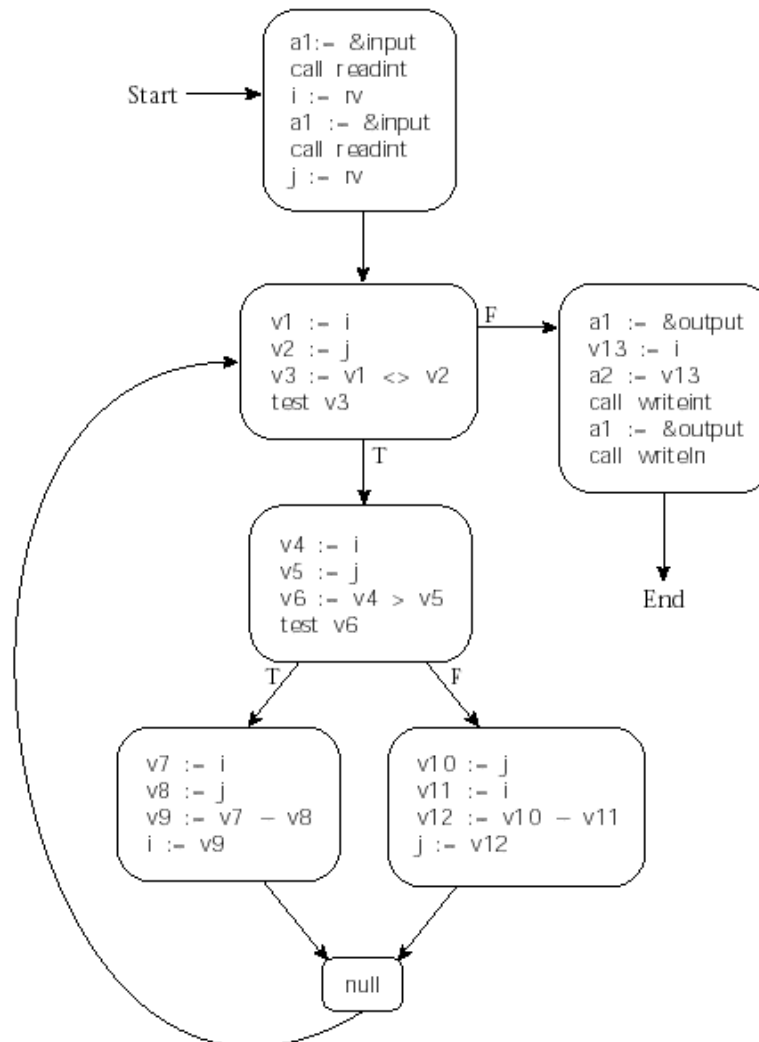 a1:= &input
call readint
Start
i := rv
a1 := &input
call readint
j := rv
v1 := i
v2 := j
v3 := v1 <> v2
test v3
F
a1 := &output
v13 := i
a2 := v13
call writeint
a1 := &output
call writeln
T
End
v4 := i
v5 := j
v6 := v4 > v5
test v6
T
F
v7 := i
v8 := j
v9 := v7 − v8
i := v9
v10 := j
v11 := i
v12 := v10 − v11
j := v12
null